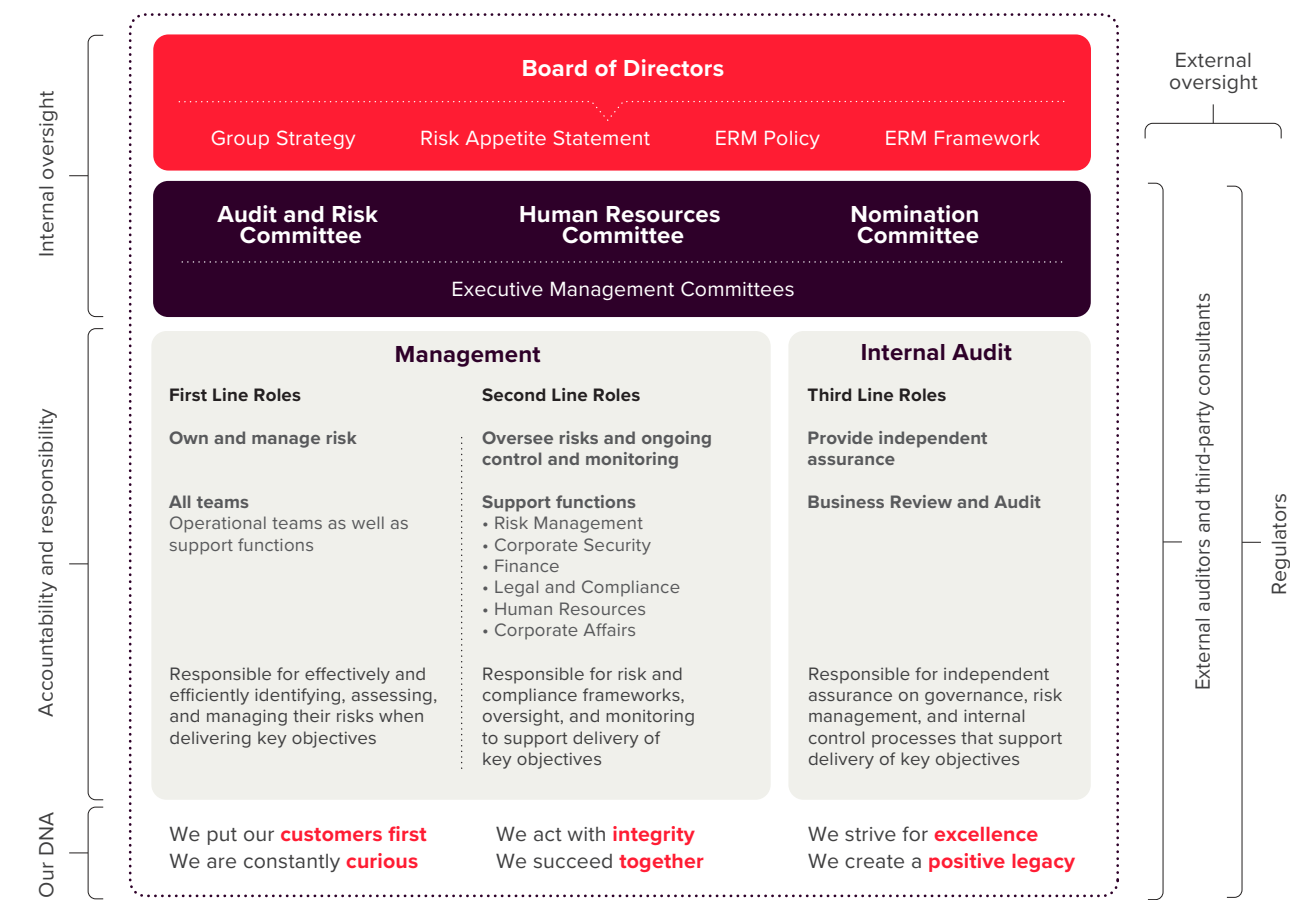 Board of Directors
Group Strategy
Risk Appetite Statement
ERM Policy
ERM Framework
Audit and Risk
Committee
Human Resources
Committee
Nomination
Committee
Executive Management Committees
Internal oversight
Management
First Line Roles
Own and manage risk
All teams
Operational teams as well as
support functions
Responsible for effectively and
efficiently identifying, assessing,
and managing their risks when
delivering key objectives
Second Line Roles
Oversee risks and ongoing
control and monitoring
Support functions
• Risk Management
• Corporate Security
• Finance
• Legal and Compliance
• Human Resources
• Corporate Affairs
Responsible for risk and
compliance frameworks,
oversight, and monitoring
to support delivery of
key objectives
Internal Audit
Third Line Roles
Provide independent
assurance
Business Review and Audit
Responsible for independent
assurance on governance, risk
management, and internal
control processes that support
delivery of key objectives
Accountability and responsibility
Our DNA
We put our customers first
We are constantly curious
We act with integrity
We succeed together
We strive for excellence
We create a positive legacy
External
oversight
External auditors and third-party consultants
Regulators